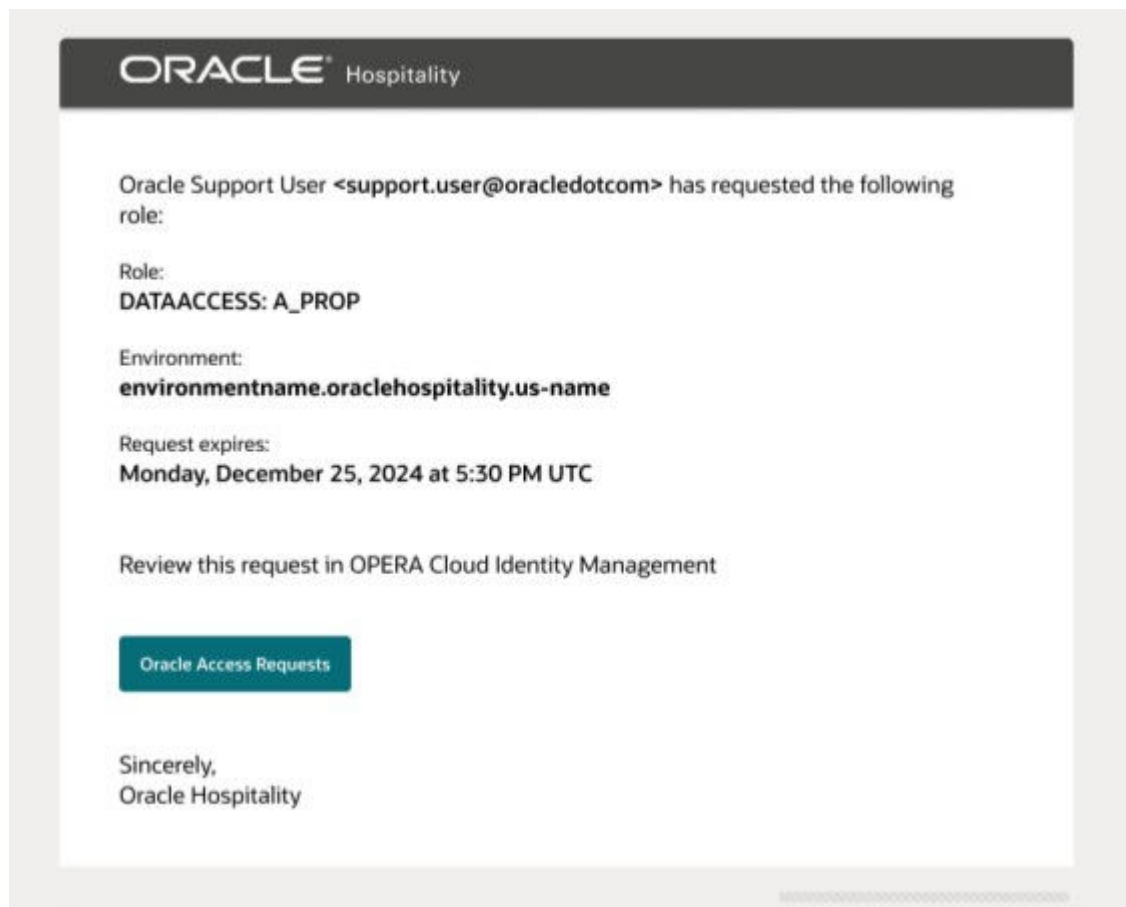 ORACLE® Hospitality
Oracle Support User <support.user@oracledotcom> has requested the following
role:
Role:
DATAACCESS: A_PROP
Environment:
environmentname.oraclehospitality.us-name
Request expires:
Monday, December 25, 2024 at 5:30 PM UTC
Review this request in OPERA Cloud Identity Management
Oracle Access Requests
Sincerely,
Oracle Hospitality